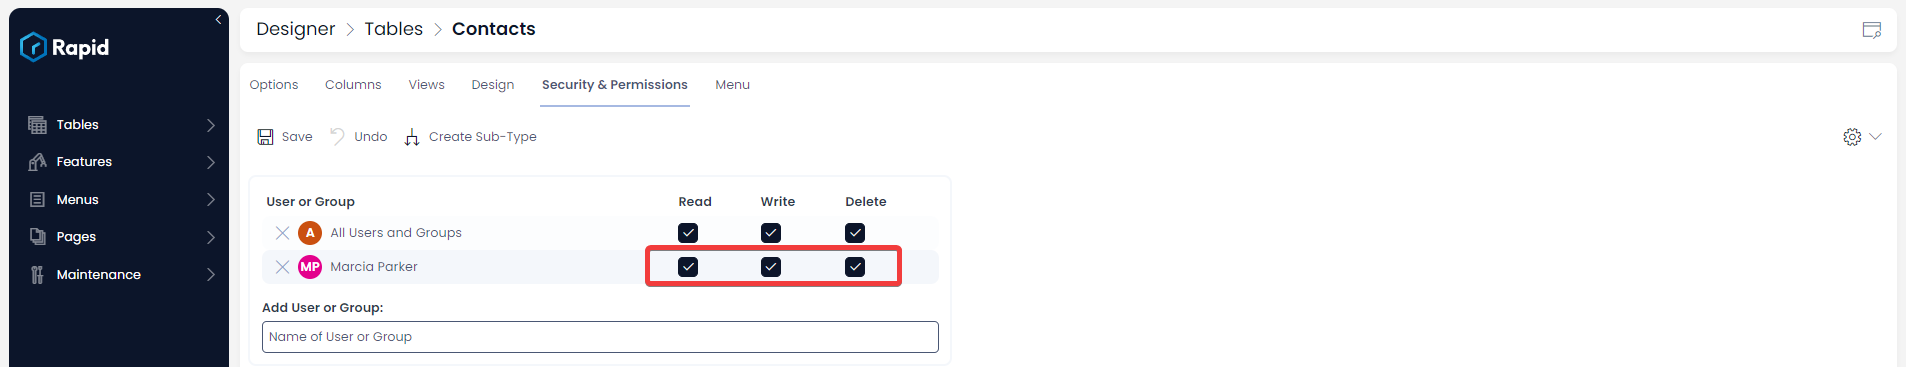 Rapid
Designer > Tables > Contacts
Options Columns Views Design Security & Permissions Menu
Save Undo Create Sub-Type
Tables
Features
Menus
Pages
Maintenance
User or Group Read Write Delete
A All Users and Groups
MP Marcia Parker
Add User or Group:
Name of User or Group